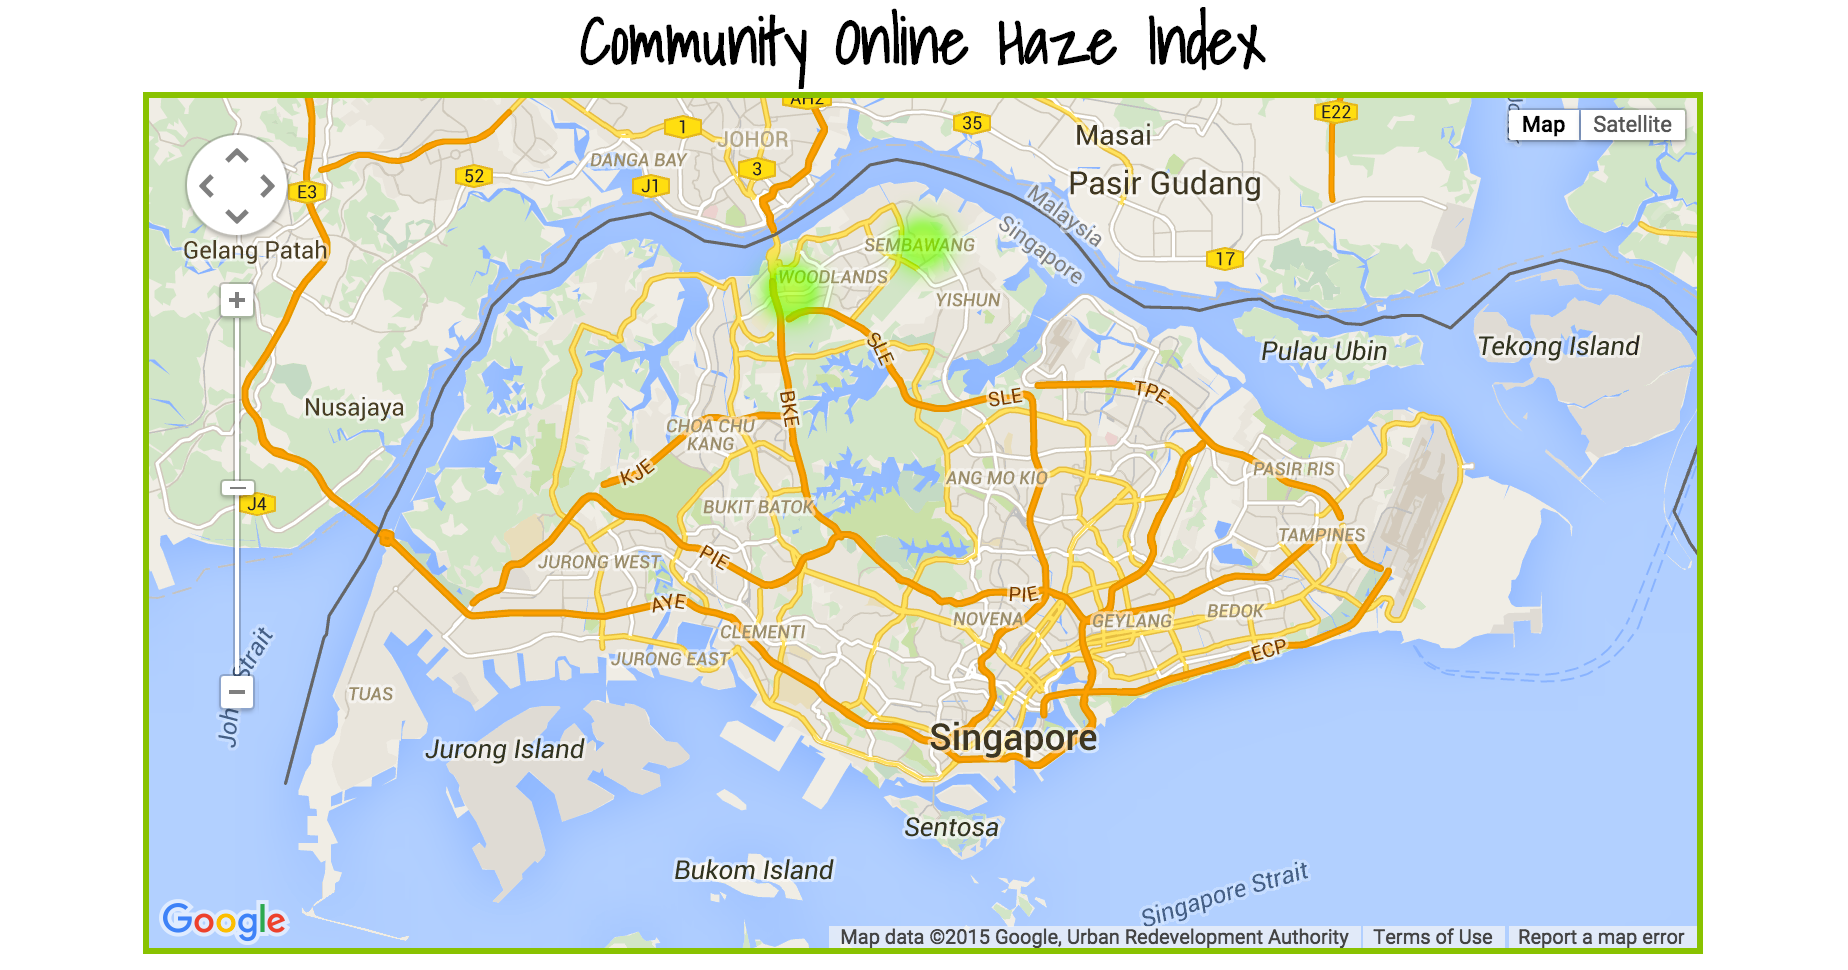 Community Online Haze Index
AH2
E22
1
35
JOHOR
Masai
Map
Satellite
DANGA BAY
3
52
J1
E3
Pasir Gudang
Malaysia
Singapore
Gelang Patah
SEMBAWANG
17
WOODLANDS
YISHUN
SLE
Pulau Ubin
Tekong Island
Nusajaya
BKE
SLE
TPE
CHOA CHU
KANG
KJE
ANG MO KIO
PASIR RIS
J4
BUKIT BATOK
TAMPINES
JURONG WEST
PIE
AYE
PIE
NOVENA
GEYLANG
BEDOK
CLEMENTI
JURONG EAST
ECP
Joh
Strait
TUAS
Singapore
Jurong Island
Sentosa
Bukom Island
Singapore Strait
Google
Map data ©2015 Google, Urban Redevelopment Authority
Terms of Use
Report a map error